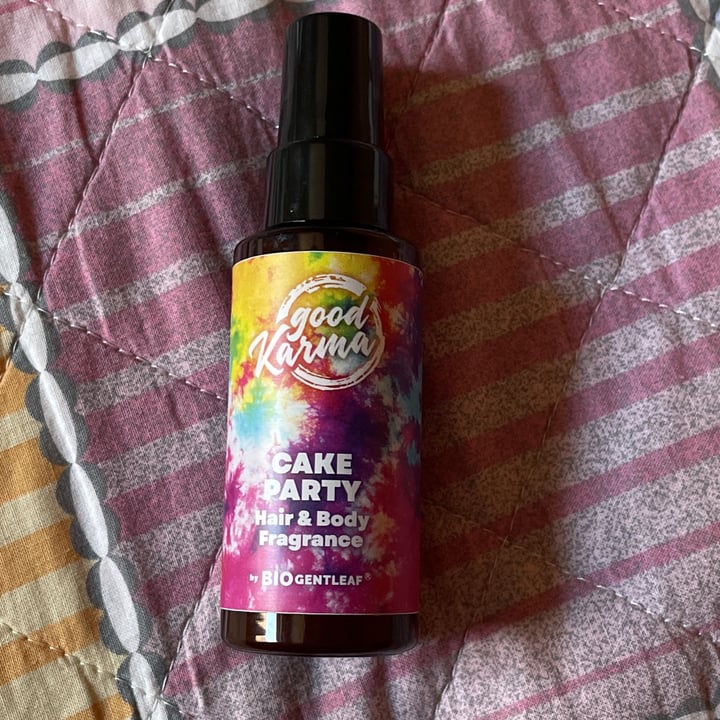 good
Karma
CAKE
PARTY
Hair & Body
Fragrance
by BIOGENTLEAF®